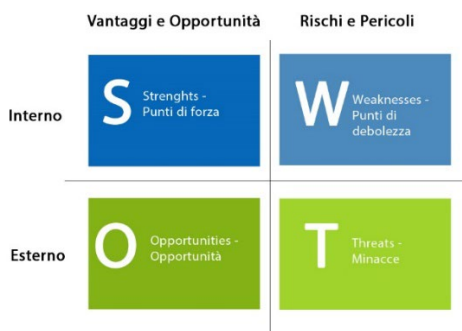 Vantaggi e Opportunità
Rischi e Pericoli
Interno
S
Strenghts -
Punti di forza
W
Weaknesses -
Punti di
debolezza
Esterno
O
Opportunities -
Opportunità
T
Threats -
Minacce